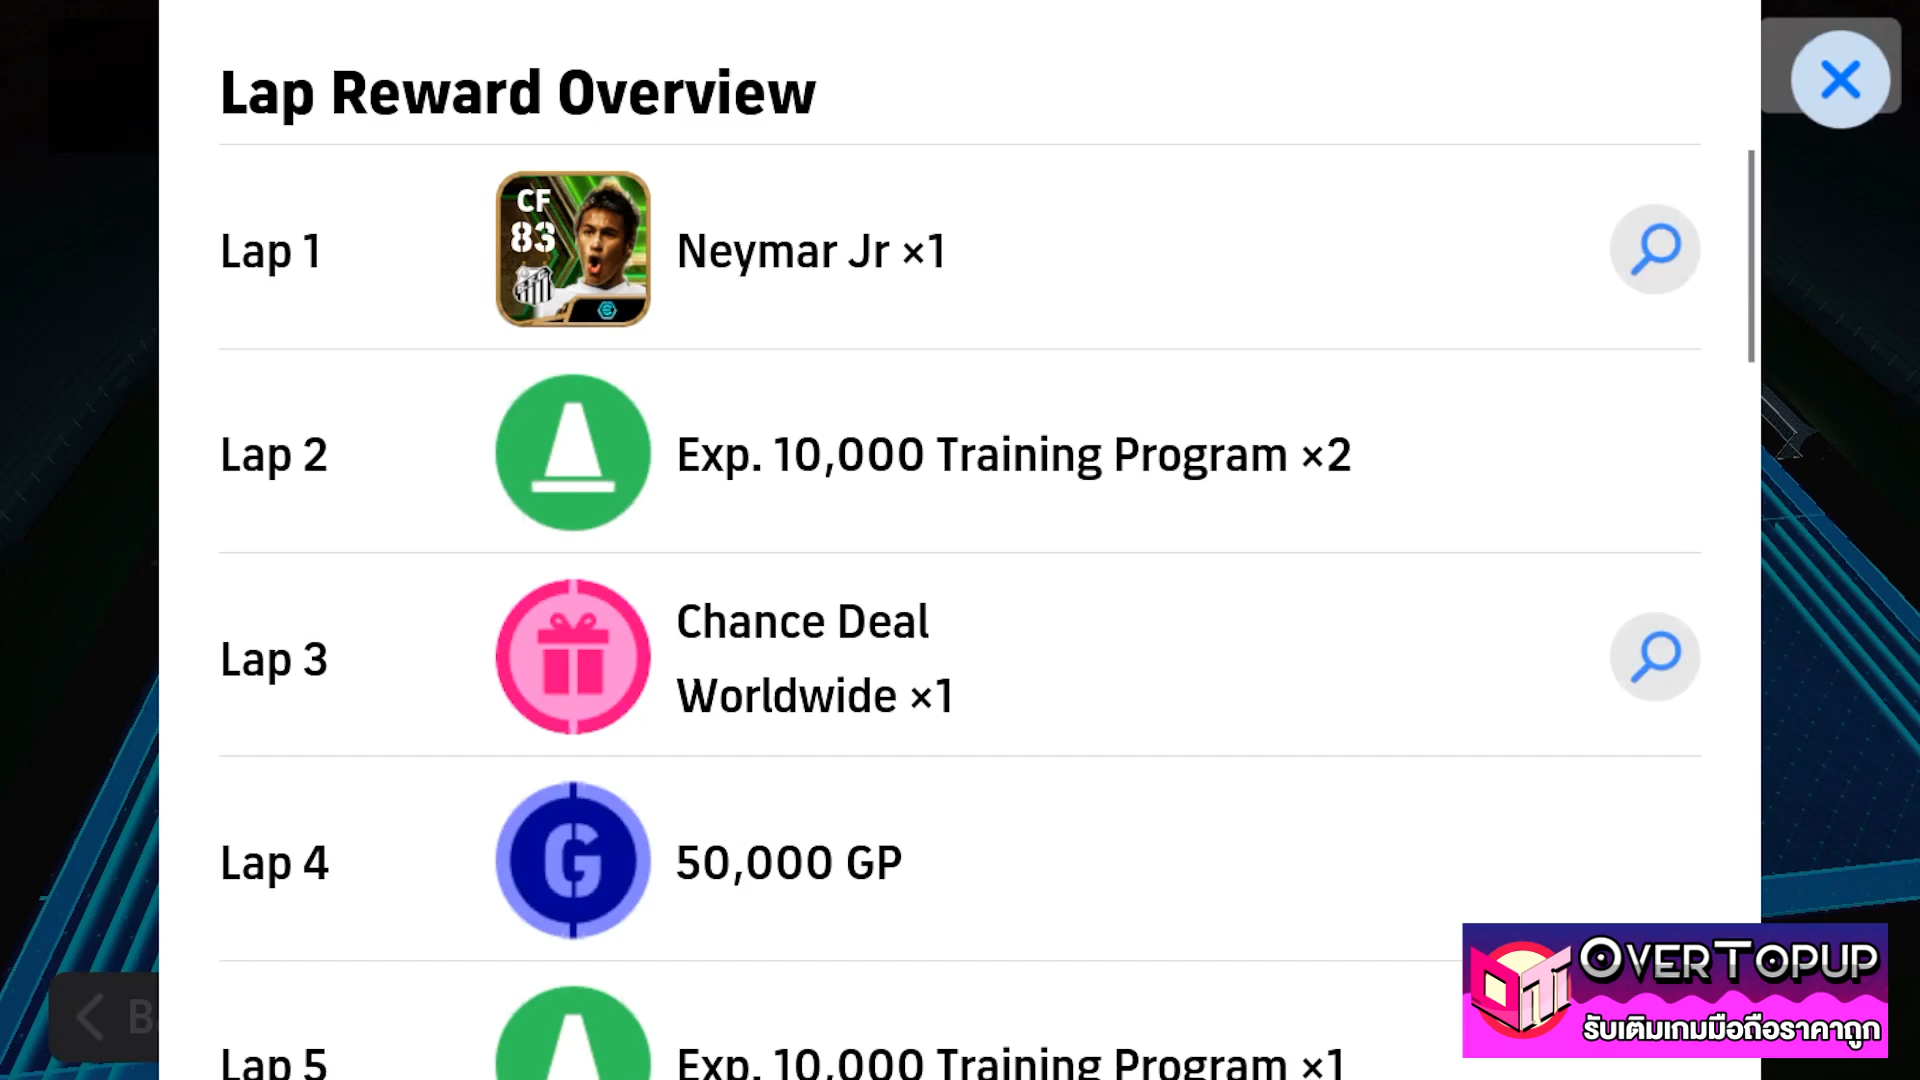 Lap Reward Overview
Lap 1
CF
83
Neymar Jr ×1
Lap 2
Exp. 10,000 Training Program ×2
Lap 3
Chance Deal
Worldwide ×1
Lap 4
G
50,000 GP
Lap 5
Exp. 10,000 Training Program ×1
B
OVERTOPUP
รับเติมเกมมือถือราคาถูก